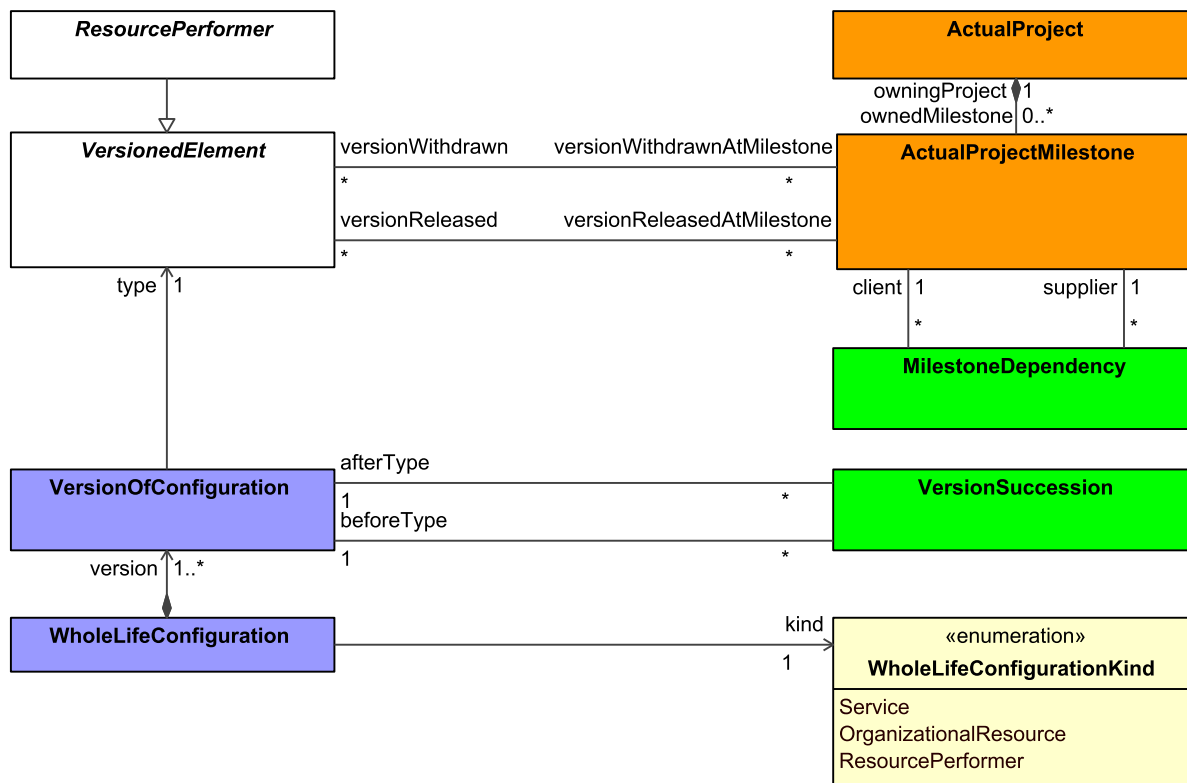 ResourcePerformer
ActualProject
owningProject 1
ownedMilestone 0..*
VersionedElement
versionWithdrawn versionWithdrawnAtMilestone
* *
ActualProjectMilestone
versionReleased versionReleasedAtMilestone
* *
type 1
client 1 supplier 1
* *
MilestoneDependency
afterType
VersionOfConfiguration
1 *
VersionSuccession
beforeType
1 *
version 1..*
WholeLifeConfiguration
kind
1
«enumeration»
WholeLifeConfigurationKind
Service
OrganizationalResource
ResourcePerformer